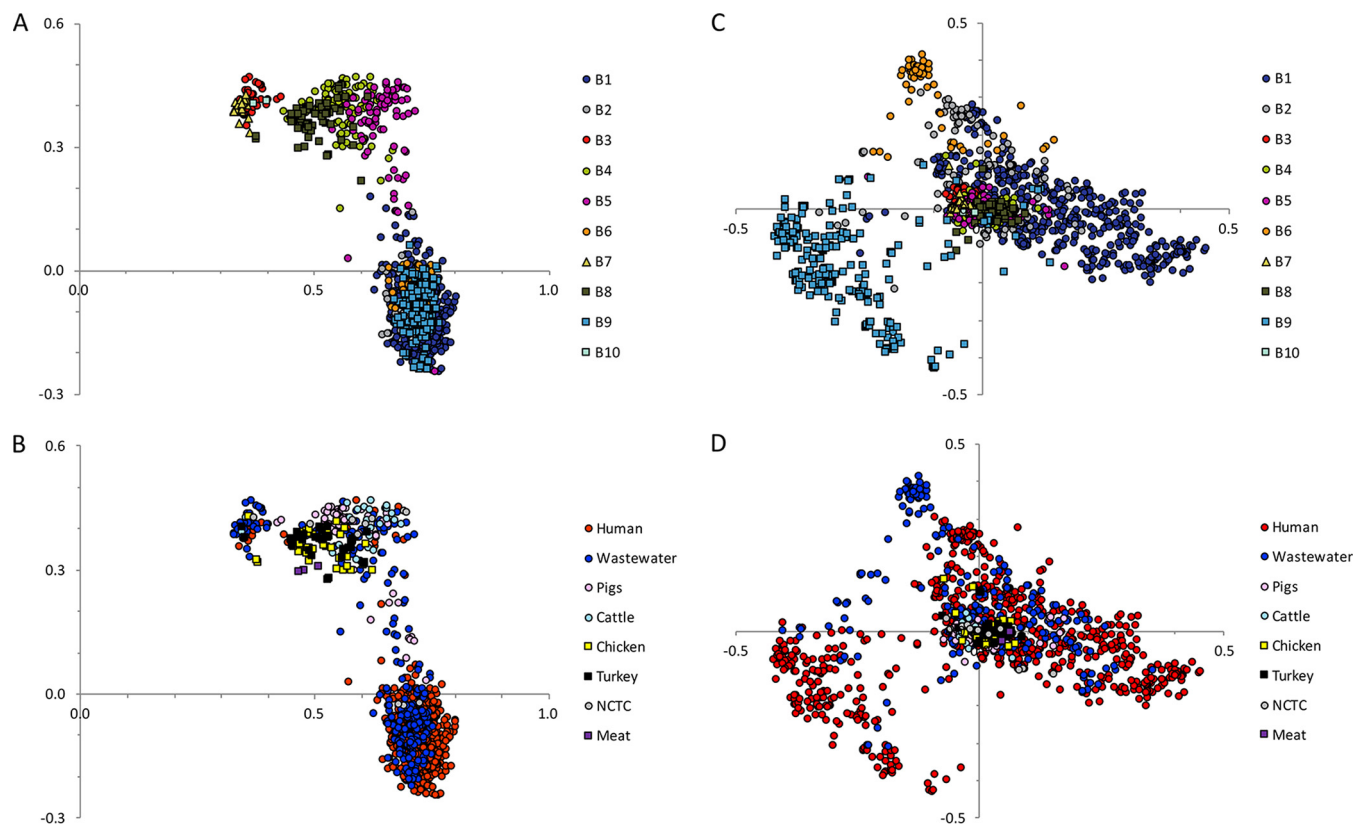 A
0.6
0.3
0.0
-0.3
0.0
0.5
1.0
B1
B2
B3
B4
B5
B6
B7
B8
B9
B10
C
0.5
-0.5
0.5
-0.5
B1
B2
B3
B4
B5
B6
B7
B8
B9
B10
B
0.6
0.3
0.0
-0.3
0.0
0.5
1.0
Human
Wastewater
Pigs
Cattle
Chicken
Turkey
NCTC
Meat
D
0.5
-0.5
0.5
-0.5
Human
Wastewater
Pigs
Cattle
Chicken
Turkey
NCTC
Meat